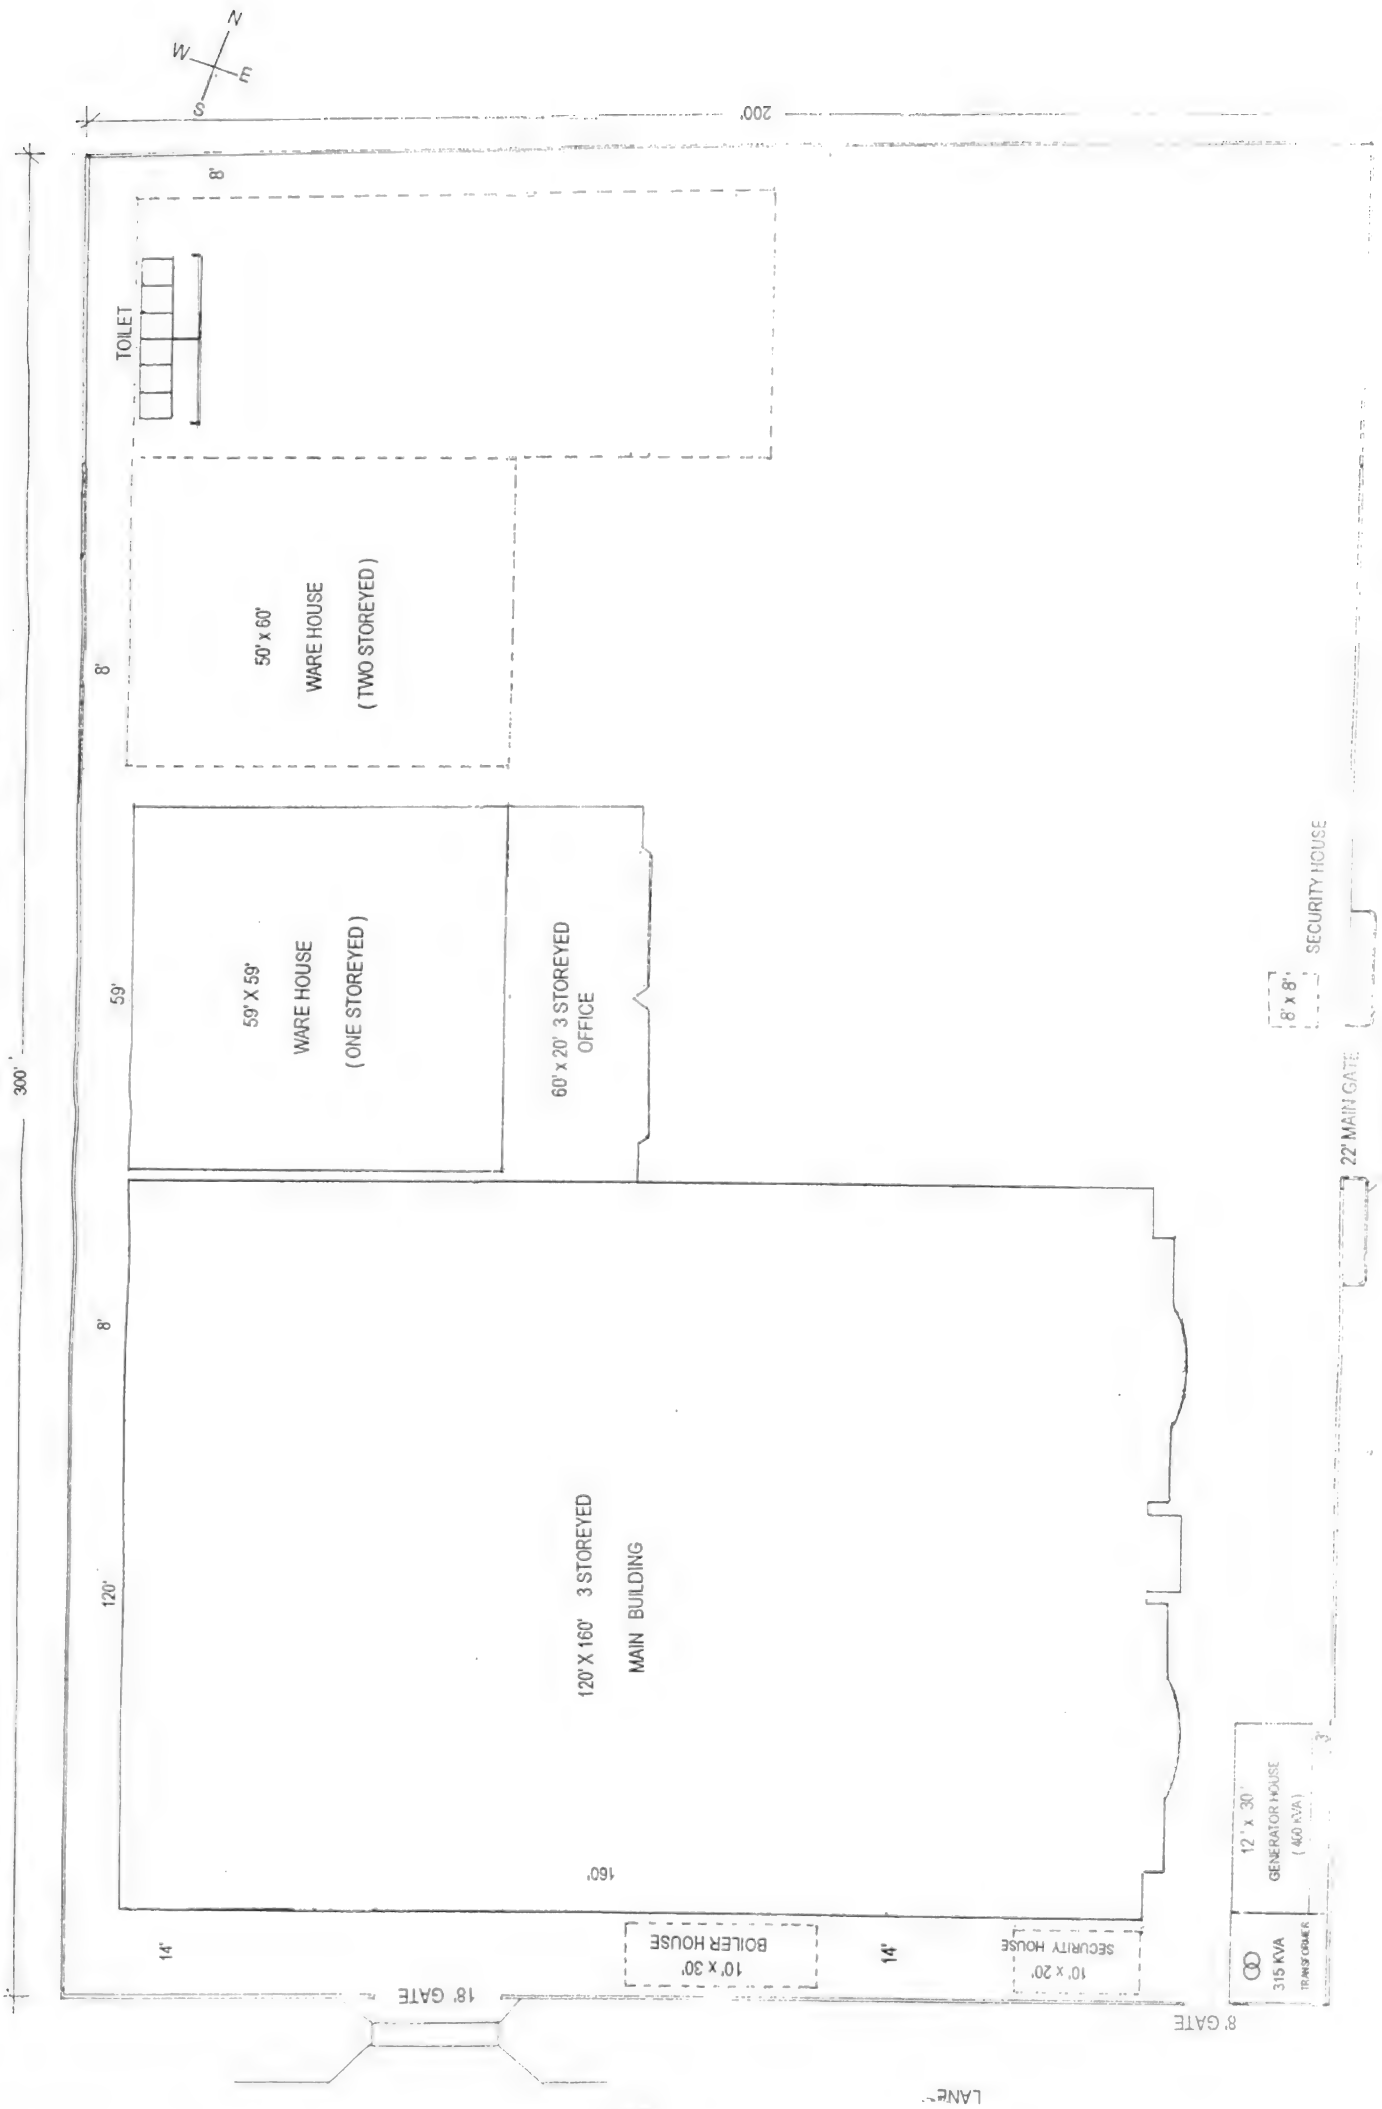 N
W
E
S
200'
8'
TOILET
300'
8'
50' x 60'
WARE HOUSE
( TWO STOREYED )
59'
59' X 59'
WARE HOUSE
( ONE STOREYED )
60' x 20' 3 STOREYED
OFFICE
8' x 8'
SECURITY HOUSE
22' MAIN GATE
8'
120'
120' X 160' 3 STOREYED
MAIN BUILDING
160'
14'
18' GATE
10' x 30'
BOILER HOUSE
14'
10' x 20'
SECURITY HOUSE
12' x 30'
GENERATOR HOUSE
( 400 KVA )
3'
315 KVA
TRANSFORMER
8' GATE
LANE